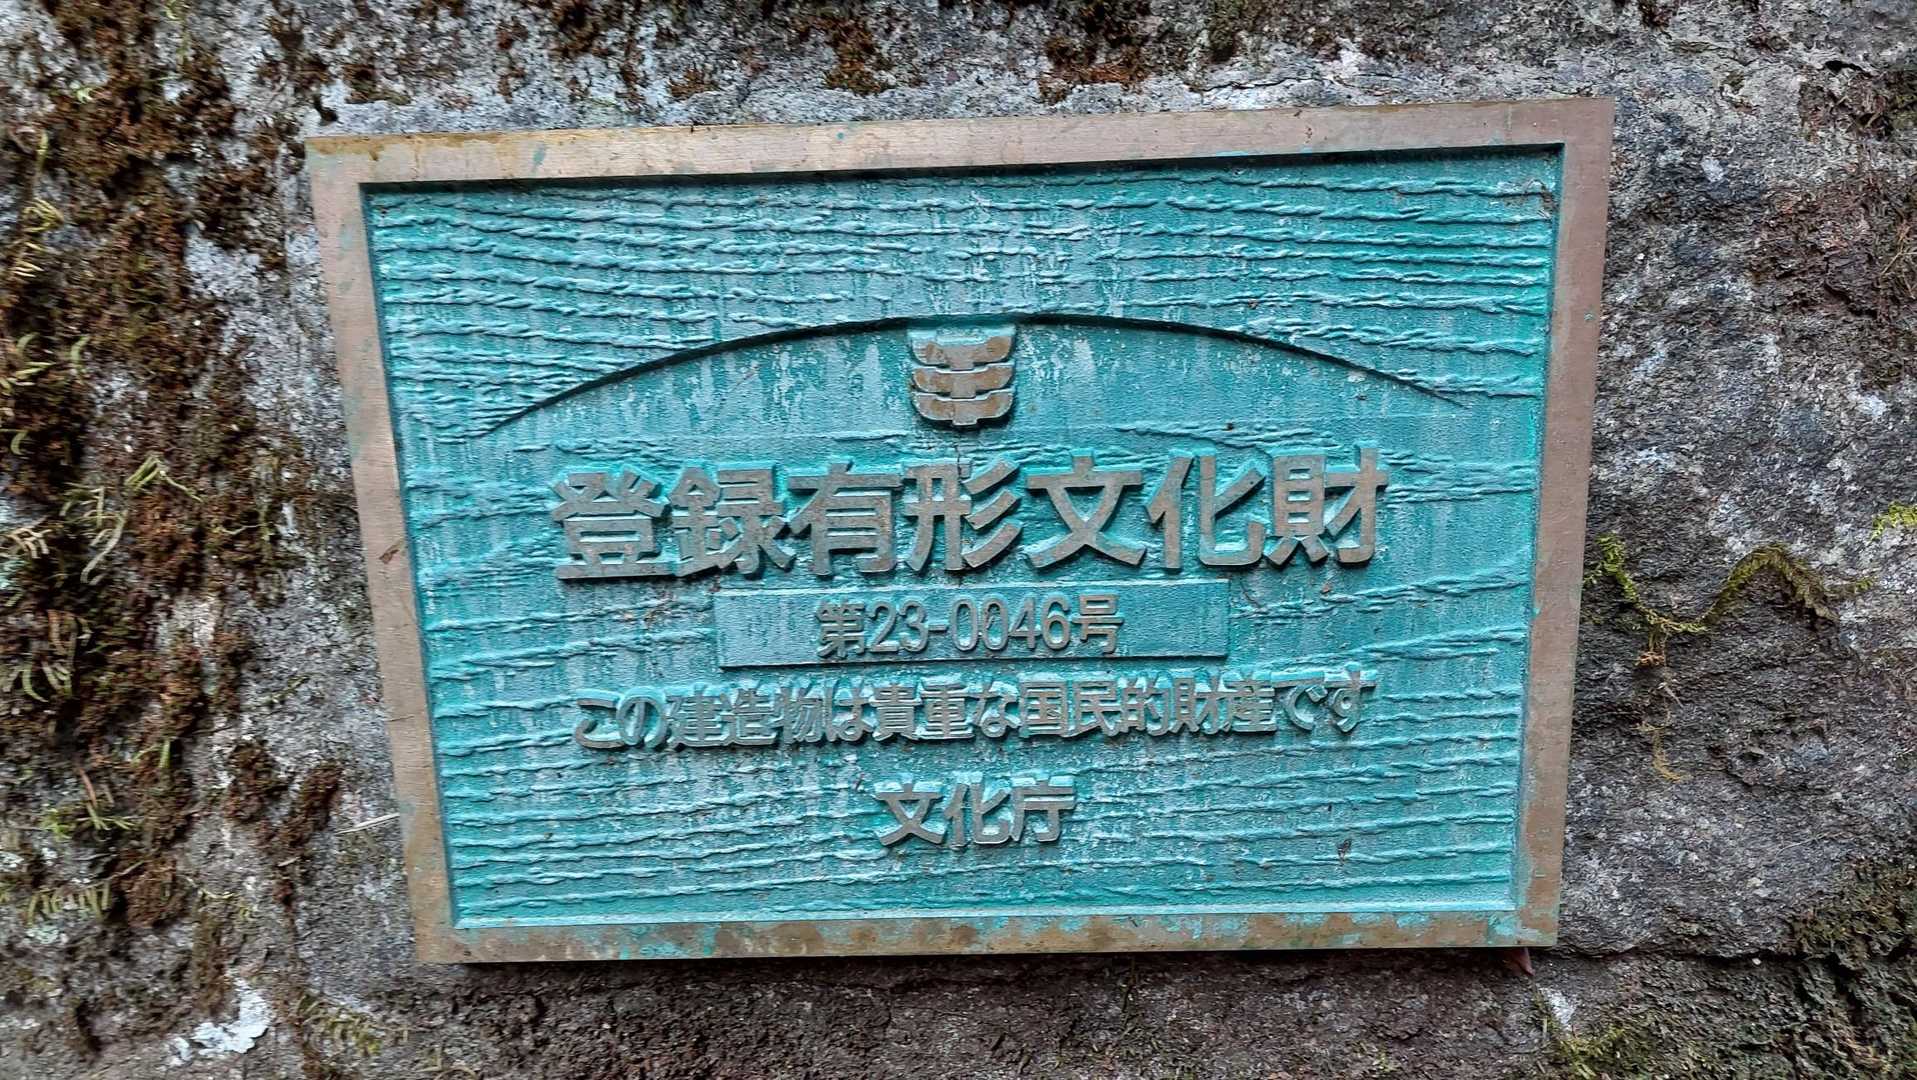 登録有形文化財
第23-0046号
この建造物は貴重な国民的財産です
文化庁